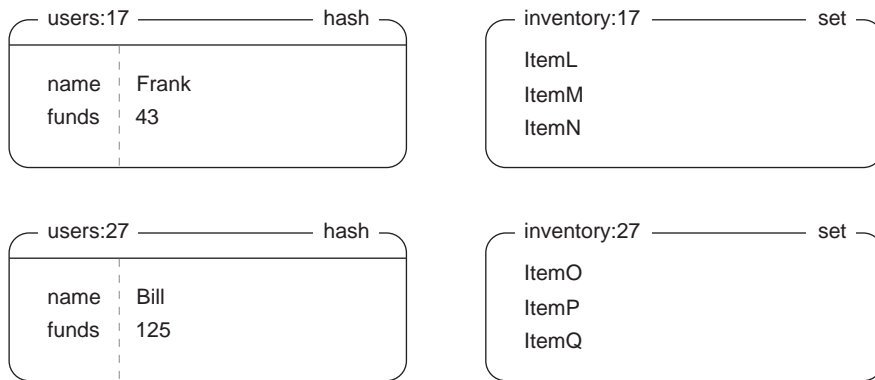 users:17 hash
name Frank
funds 43
inventory:17 set
ItemL
ItemM
ItemN
users:27 hash
name Bill
funds 125
inventory:27 set
ItemO
ItemP
ItemQ